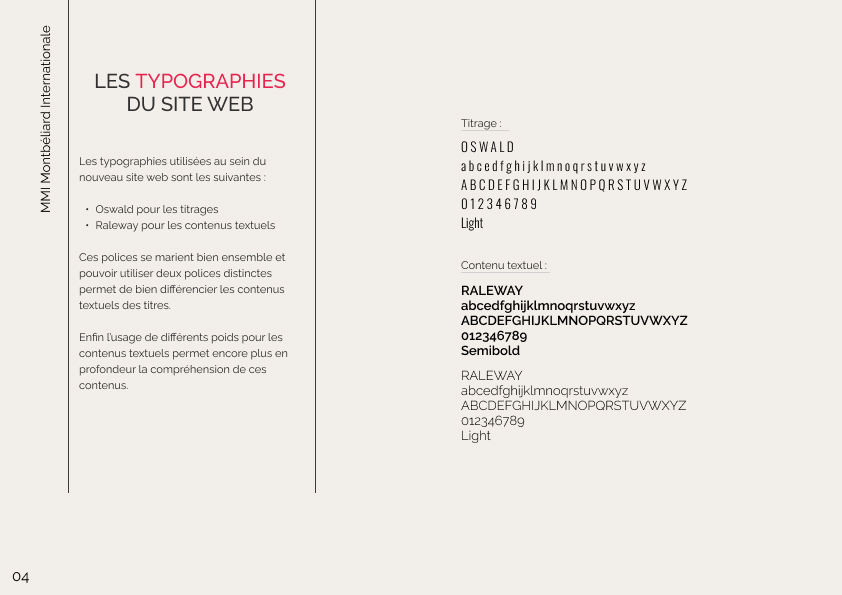 MMI Montbéliard Internationale
LES TYPOGRAPHIES
DU SITE WEB
Les typographies utilisées au sein du
nouveau site web sont les suivantes :
• Oswald pour les titrages
• Raleway pour les contenus textuels
Ces polices se marient bien ensemble et
pouvoir utiliser deux polices distinctes
permet de bien différencier les contenus
textuels des titres.
Enfin l'usage de différents poids pour les
contenus textuels permet encore plus en
profondeur la compréhension de ces
contenus.
Titrage :
OSWALD
abcdefghijklmnoqrstuvwxyz
ABCDEFGHIJKLMNOPQRSTUVWXYZ
012346789
Light
Contenu textuel :
RALEWAY
abcedfghijklmnoqrstuvwxyz
ABCDEFGHIJKLMNOPQRSTUVWXYZ
012346789
Semibold
RALEWAY
abcedfghijklmnoqrstuvwxyz
ABCDEFGHIJKLMNOPQRSTUVWXYZ
012346789
Light
04